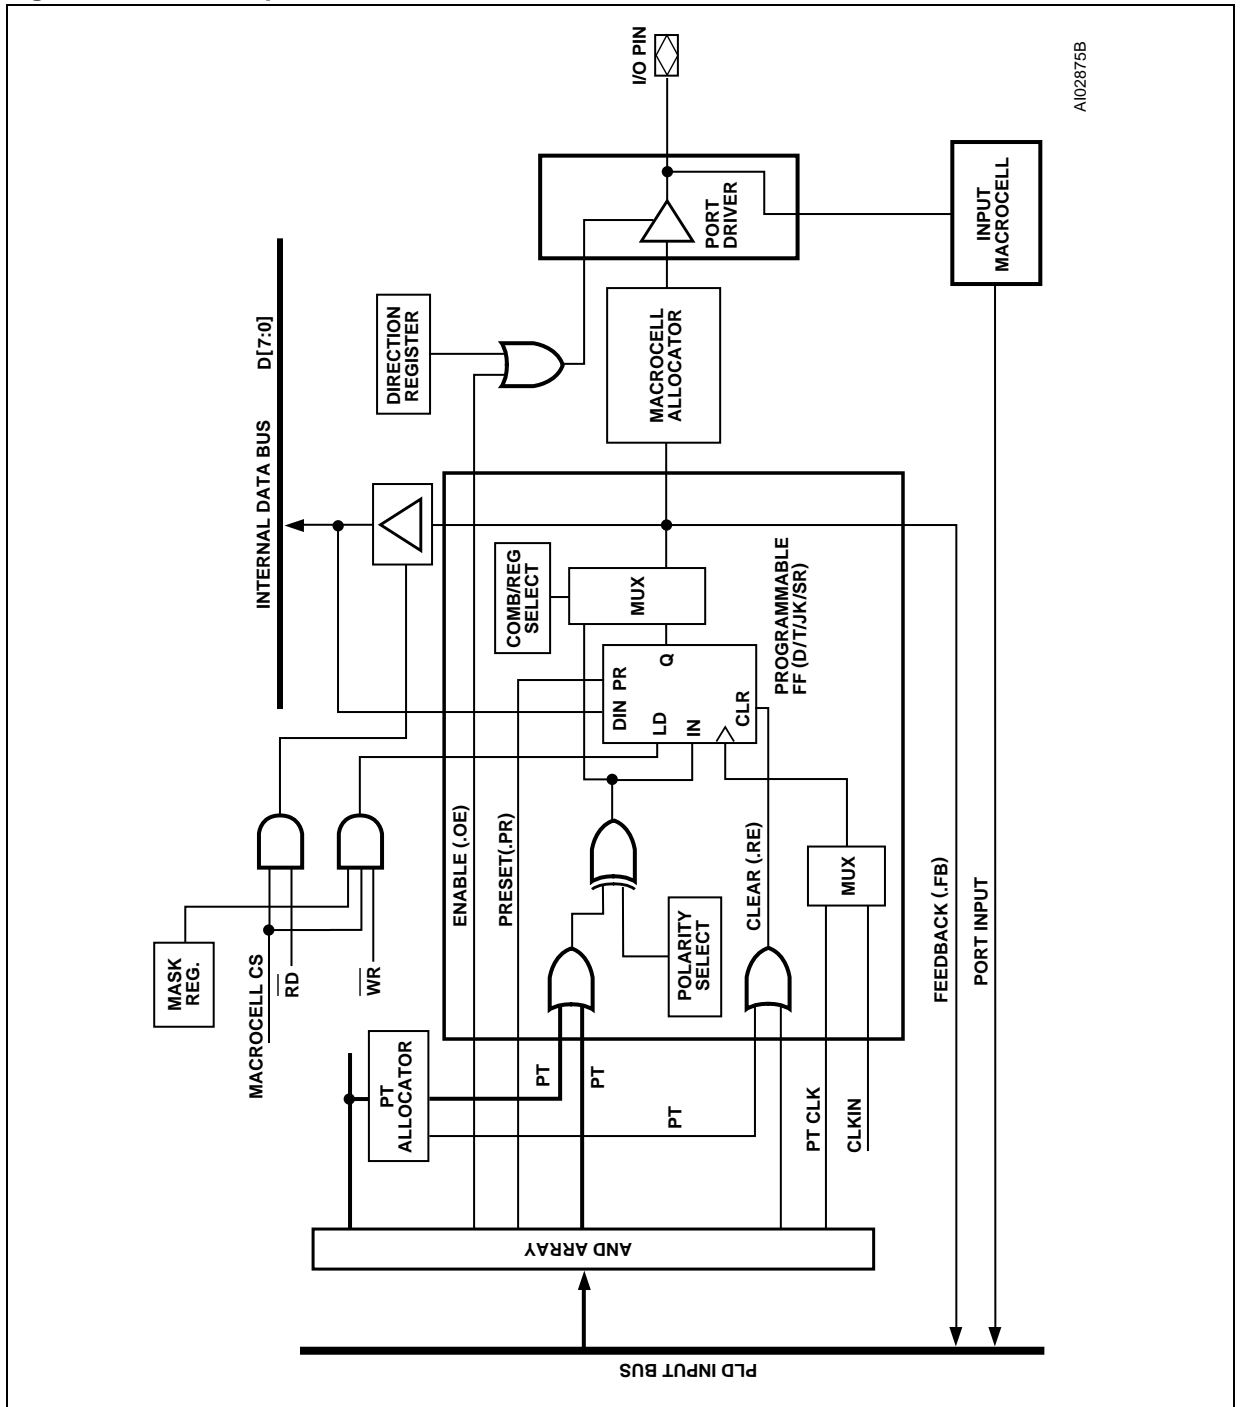 I/O PIN
AI02875B
PORT
DRIVER
INPUT
MACROCELL
INTERNAL DATA BUS D[7:0]
DIRECTION
REGISTER
MACROCELL
ALLOCATOR
COMB/REG
SELECT
MUX
PROGRAMMABLE
FF (D/T/JK/SR)
DIN PR
LD
Q
IN
CLR
ENABLE (.OE)
PRESET(.PR)
CLEAR (.RE)
MUX
FEEDBACK (.FB)
PORT INPUT
POLARITY
SELECT
MASK
REG.
MACROCELL CS
RD
WR
PT
ALLOCATOR
PT
PT
PT
PT CLK
CLKIN
AND ARRAY
PLD INPUT BUS